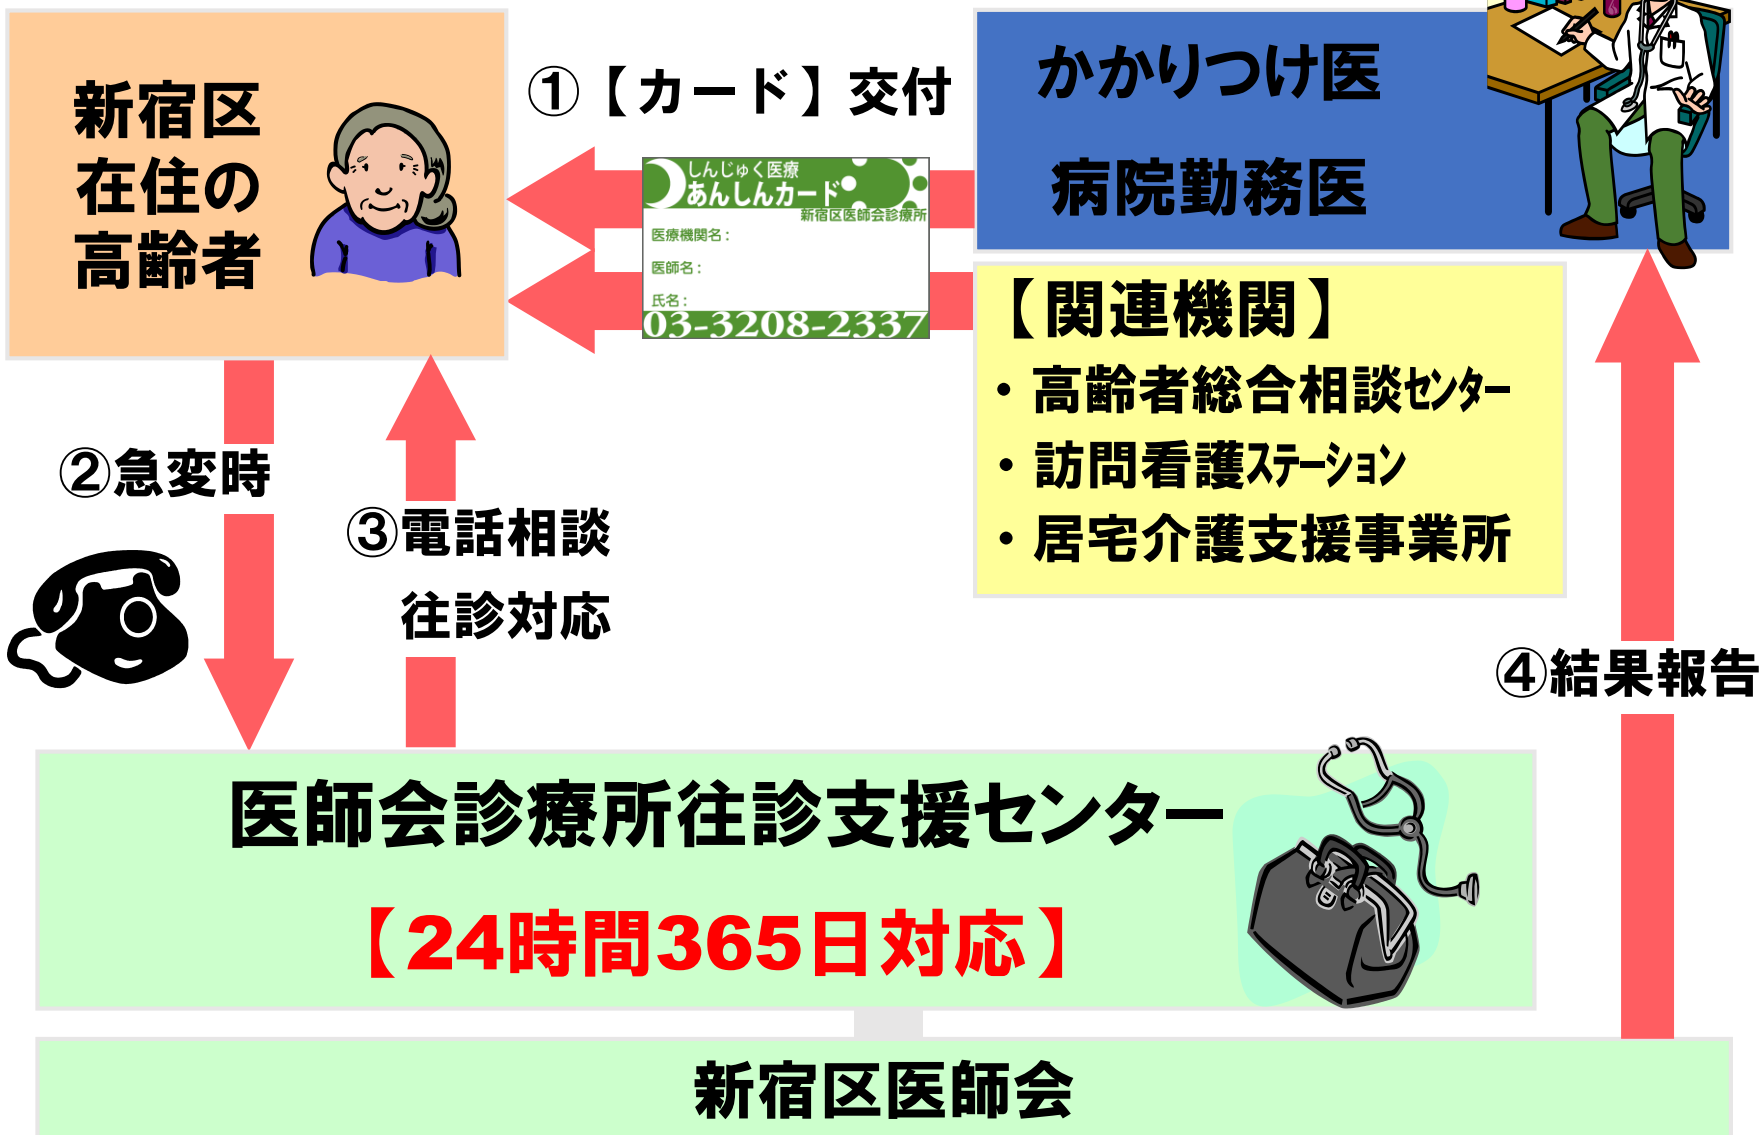 新宿区
在住の
高齢者
①【カード】交付
しんじゅく医療
あんしんカード
新宿区医師会診療所
医療機関名：
医師名：
氏名：
03-3208-2337
かかりつけ医
病院勤務医
【関連機関】
・高齢者総合相談ｾﾝﾀｰ
・訪問看護ｽﾃｰｼｮﾝ
・居宅介護支援事業所
②急変時
③電話相談
往診対応
④結果報告
医師会診療所往診支援センター
【24時間365日対応】
新宿区医師会